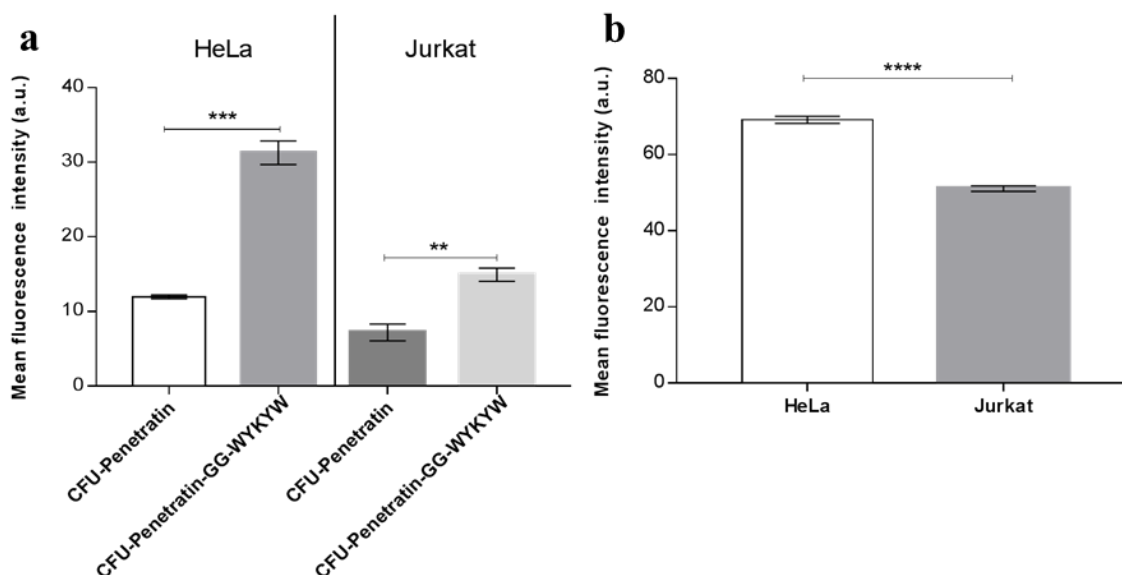 a
HeLa
Jurkat
Mean fluorescence intensity (a.u.)
40
30
20
10
0
***
**
CFU-Penetratin
CFU-Penetratin-GG-WYKYW
CFU-Penetratin
CFU-Penetratin-GG-WYKYW
b
Mean fluorescence intensity (a.u.)
80
60
40
20
0
****
HeLa
Jurkat